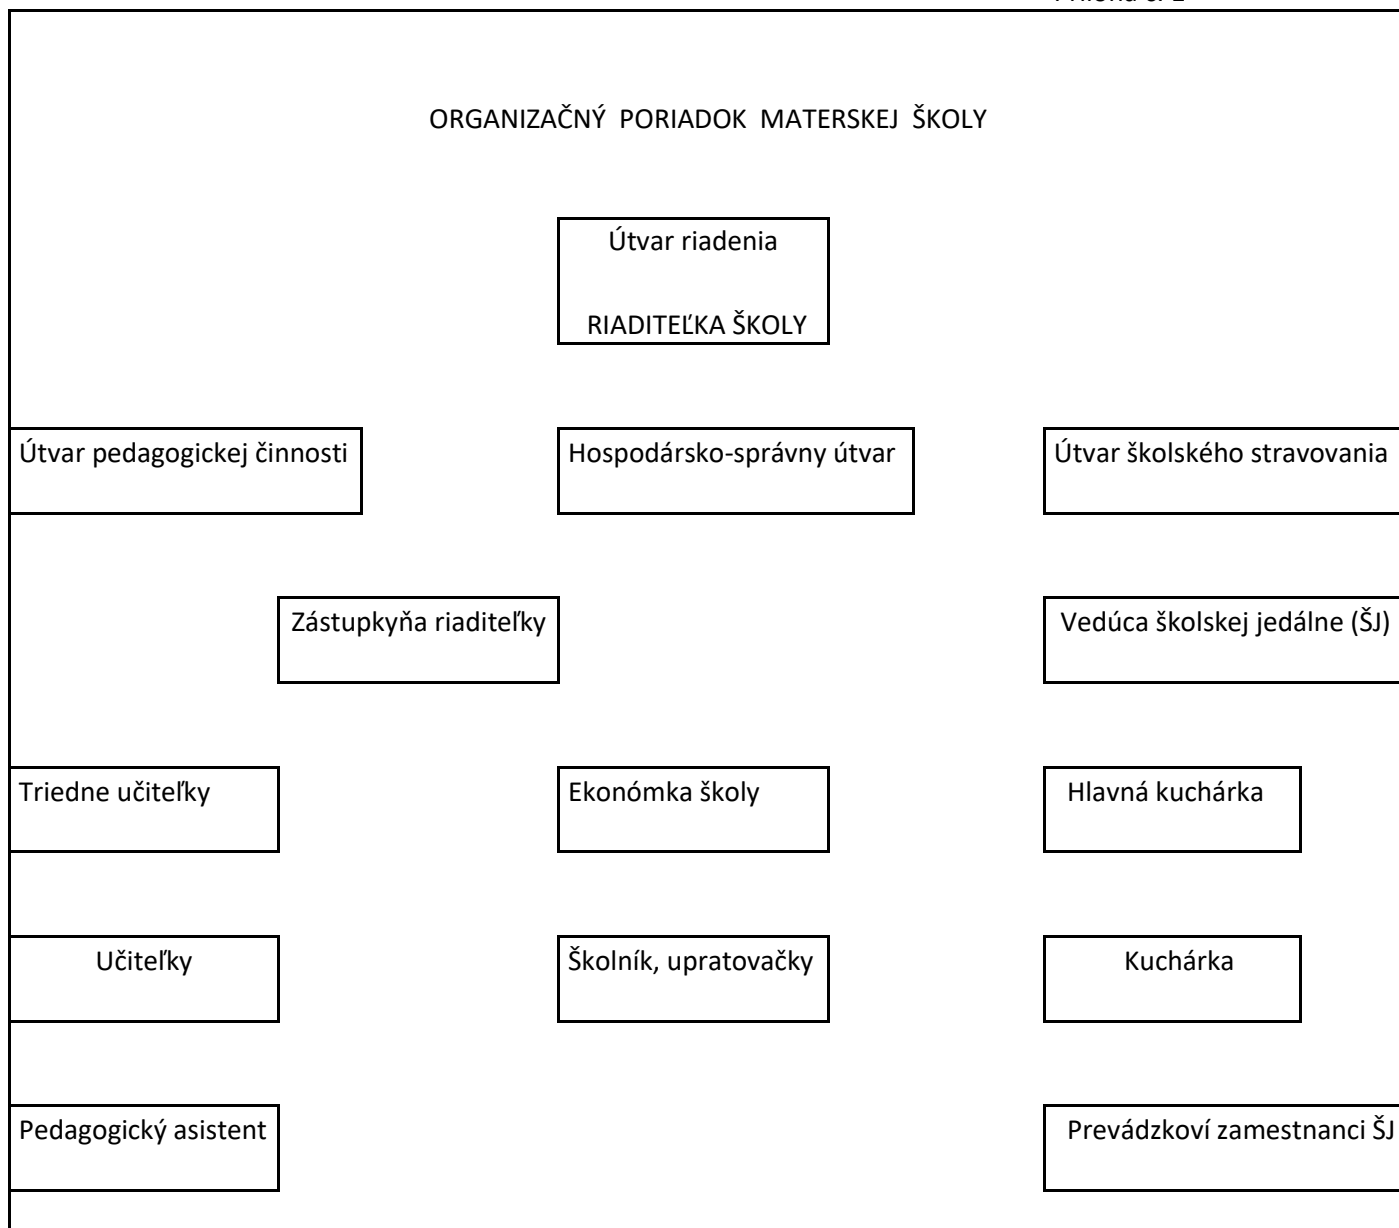 ORGANIZAČNÝ PORIADOK MATERSKEJ ŠKOLY
Útvar riadenia
RIADITEĽKA ŠKOLY
Útvar pedagogickej činnosti
Hospodársko-správny útvar
Útvar školského stravovania
Zástupkyňa riaditeľky
Vedúca školskej jedálne (ŠJ)
Triedne učiteľky
Ekonómka školy
Hlavná kuchárka
Učiteľky
Školník, upratovačky
Kuchárka
Pedagogický asistent
Prevádzkoví zamestnanci ŠJ